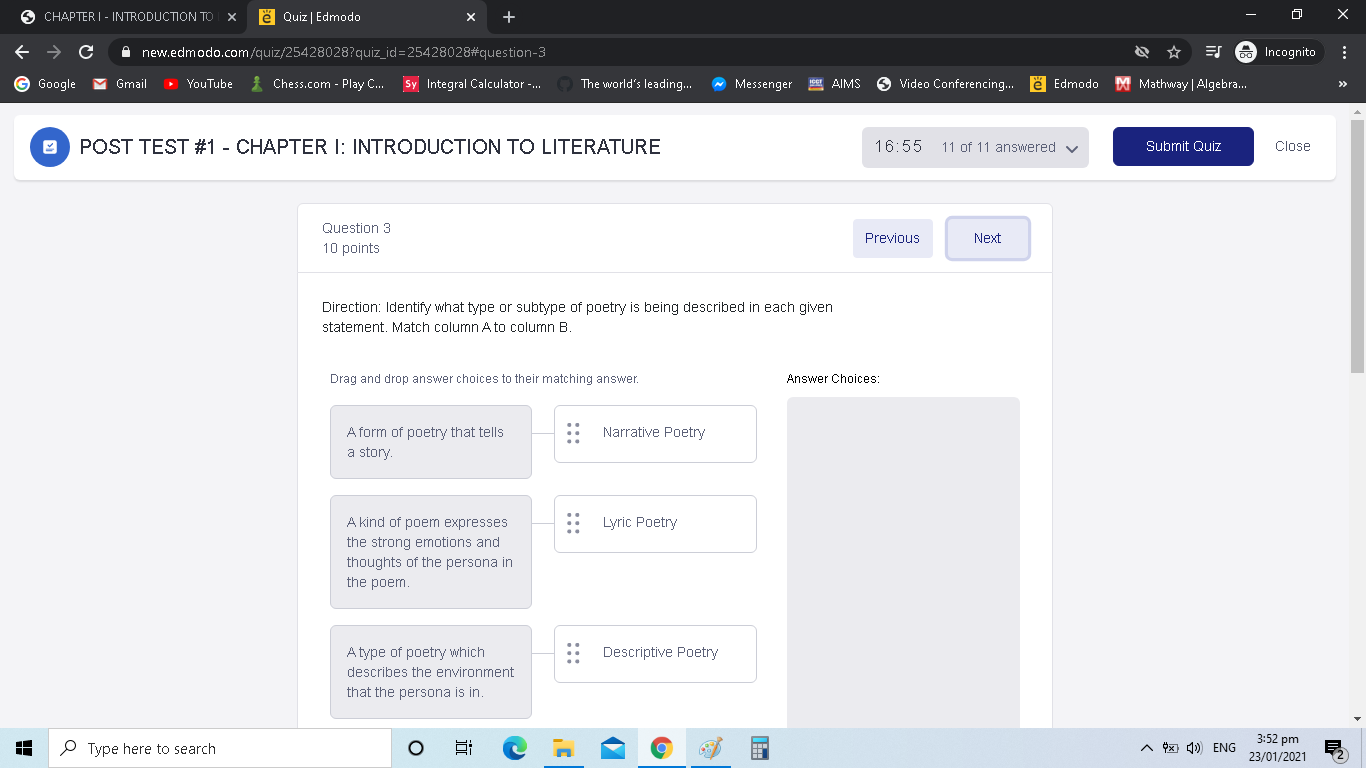 CHAPTER I - INTRODUCTION TO
Quiz | Edmodo
new.edmodo.com/quiz/25428028?quiz_id=25428028#question-3
Incognito
Google
Gmail
YouTube
Chess.com - Play C...
Sy
Integral Calculator -...
The world's leading...
Messenger
AIMS
Video Conferencing...
Edmodo
Mathway | Algebra...
»
POST TEST #1 - CHAPTER I: INTRODUCTION TO LITERATURE
16:55
11 of 11 answered
Submit Quiz
Close
Question 3
10 points
Previous
Next
Direction: Identify what type or subtype of poetry is being described in each given
statement. Match column A to column B.
Drag and drop answer choices to their matching answer.
Answer Choices:
A form of poetry that tells
a story.
Narrative Poetry
A kind of poem expresses
the strong emotions and
thoughts of the persona in
the poem.
Lyric Poetry
A type of poetry which
describes the environment
that the persona is in.
Descriptive Poetry
Type here to search
ENG
3:52 pm
23/01/2021
2